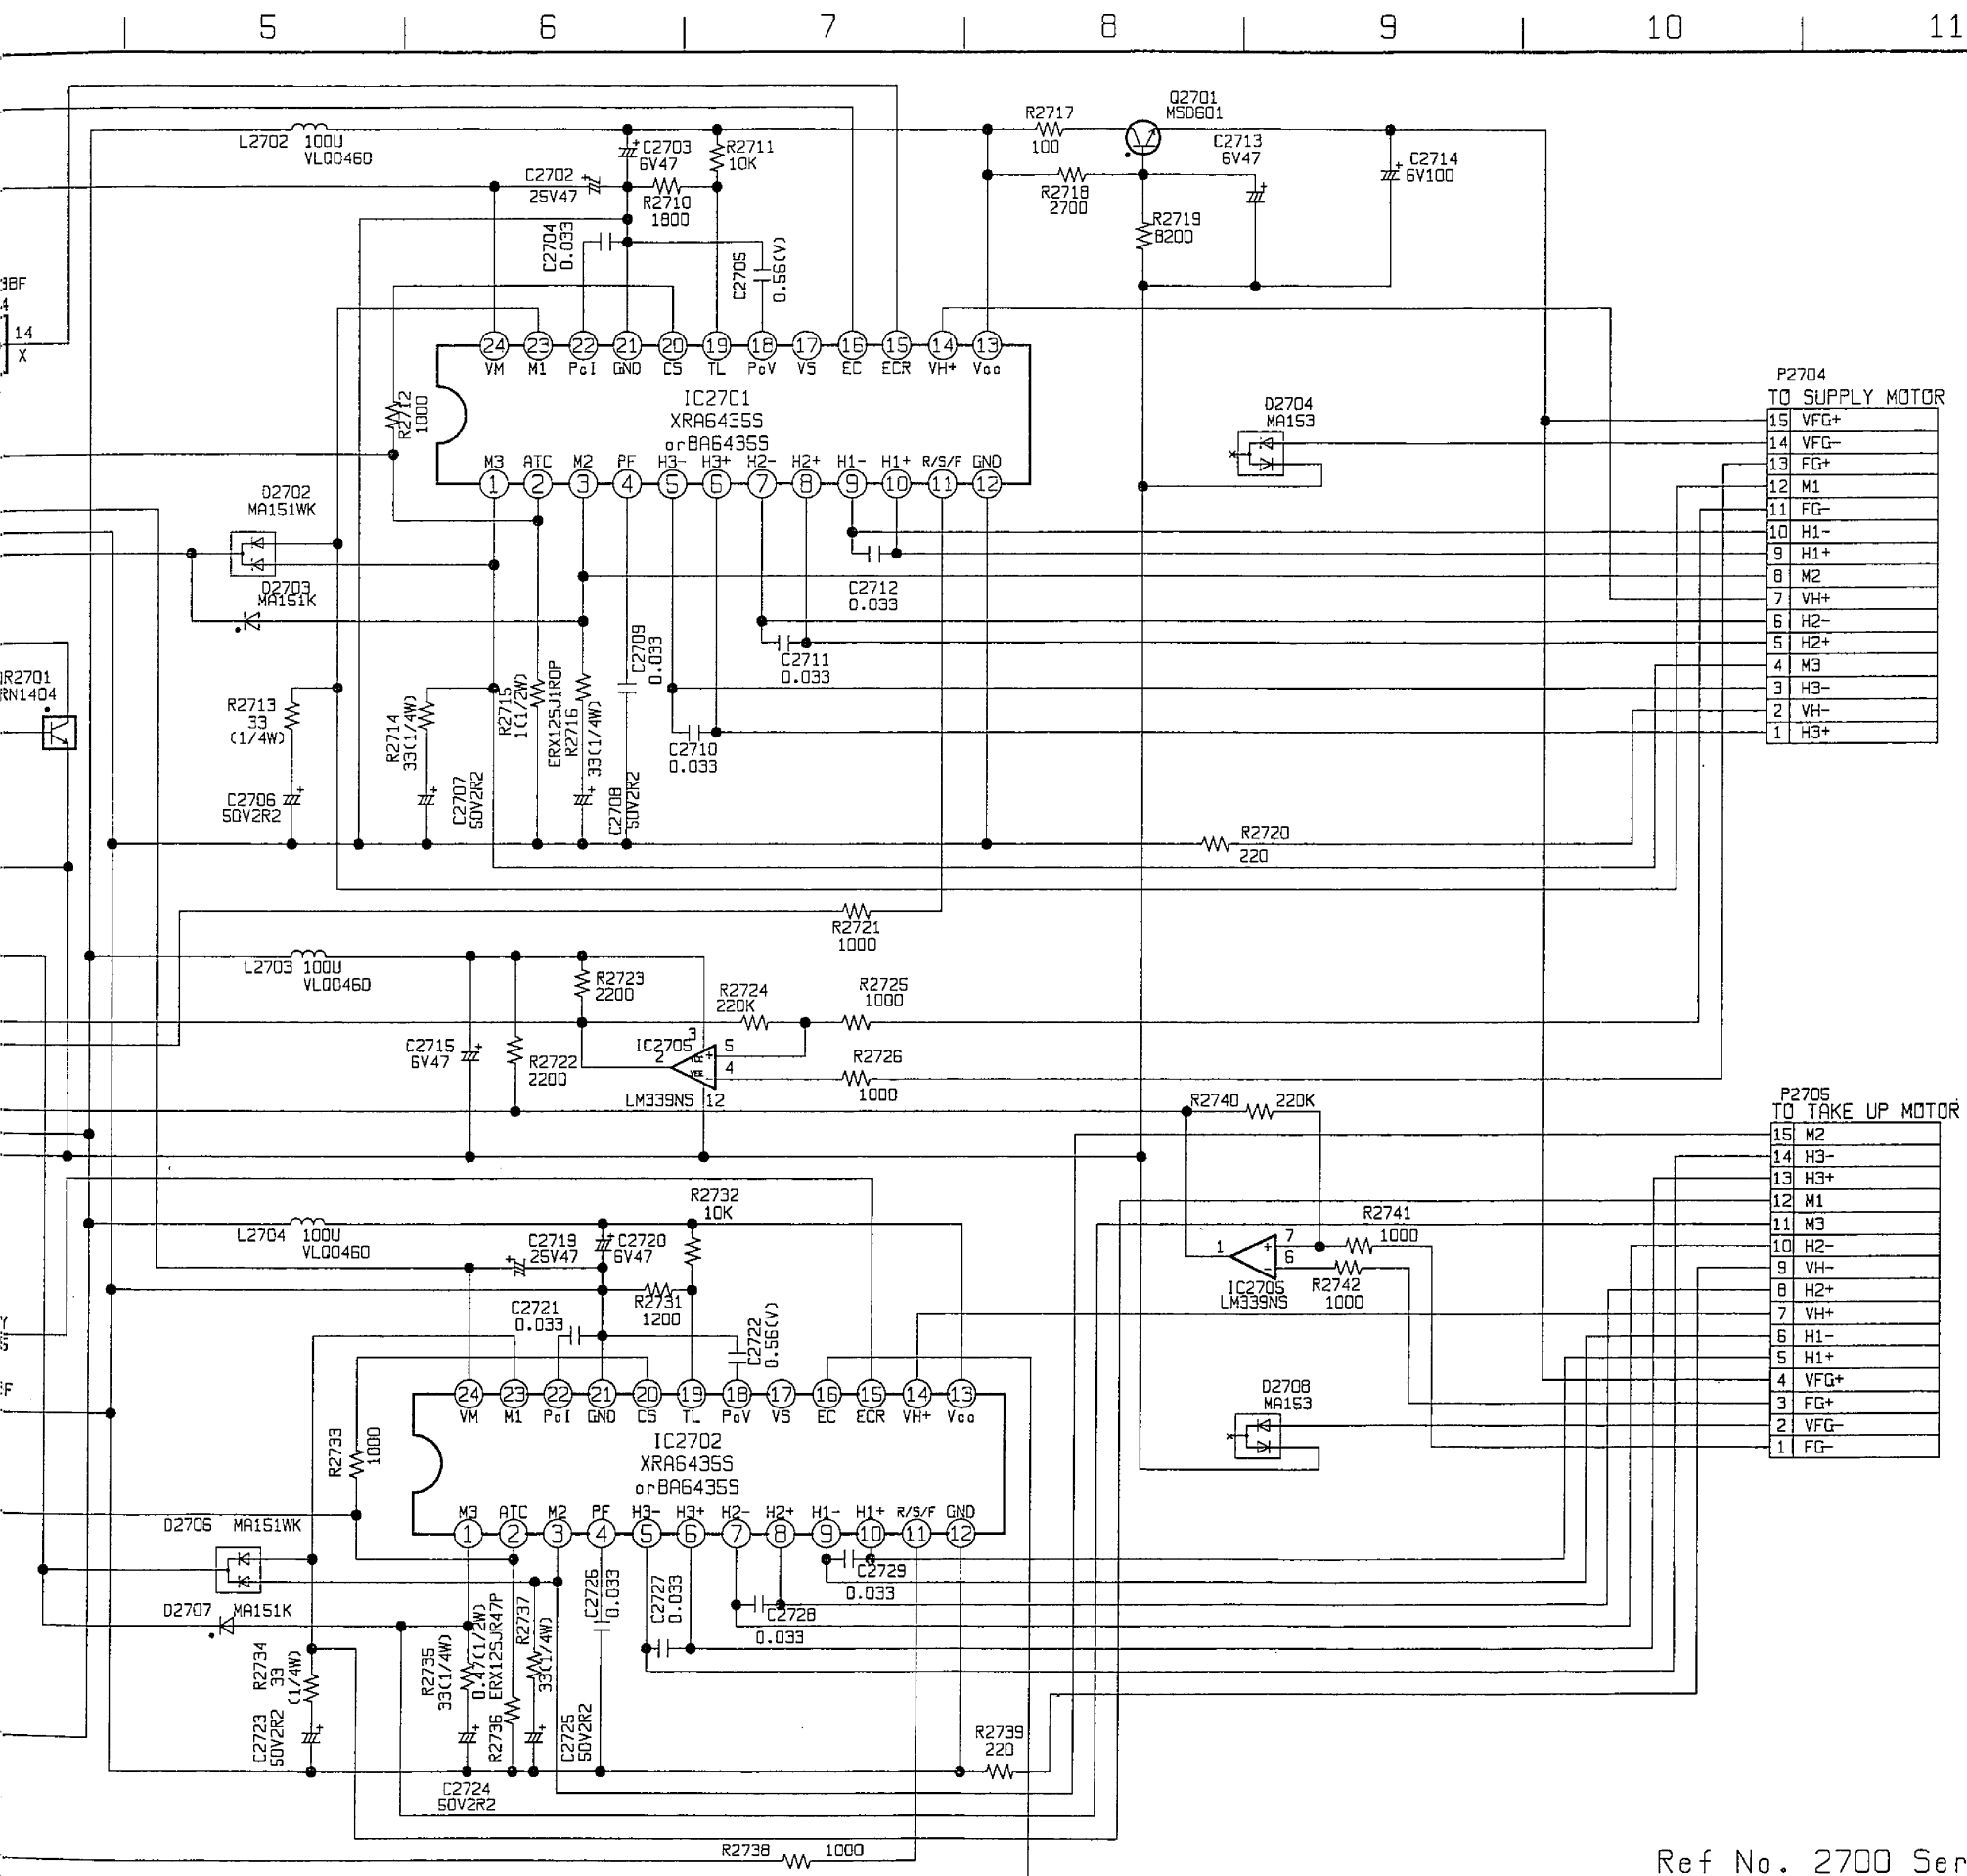 5 6 7 8 9 10 11
L2702 100U
VLQ0460
C2703
6V47
R2711
10K
C2702
25V47
R2710
1800
C2704
0.033
C2705
0.56(V)
R2717
100
Q2701
MSD601
C2713
6V47
C2714
6V100
R2718
2700
R2719
8200
14
X
24 23 22 21 20 19 18 17 16 15 14 13
VM M1 PcI GND CS TL PcV VS EC ECR VH+ Vcc
IC2701
XRA6435S
orBA6435S
M3 ATC M2 PF H3- H3+ H2- H2+ H1- H1+ R/S/F GND
1 2 3 4 5 6 7 8 9 10 11 12
R2712
1000
D2704
MA153
P2704
TO SUPPLY MOTOR
15 VFG+
14 VFG-
13 FG+
12 M1
11 FG-
10 H1-
9 H1+
8 M2
7 VH+
6 H2-
5 H2+
4 M3
3 H3-
2 VH-
1 H3+
D2702
MA151WK
D2703
MA151K
C2712
0.033
C2711
0.033
C2710
0.033
C2709
0.033
RN1404
R2713
33
(1/4W)
R2714
33(1/4W)
R2715
1(1/2W)
ERX12SJ1R0P
R2716
33(1/4W)
C2706
50V2R2
C2707
50V2R2
C2708
50V2R2
R2720
220
R2721
1000
L2703 100U
VLQ0460
R2723
2200
R2724
220K
R2725
1000
C2715
6V47
R2722
2200
IC2705
2 3 5 4
VCC
VEE
LM339NS 12
R2726
1000
R2740 220K
P2705
TO TAKE UP MOTOR
15 M2
14 H3-
13 H3+
12 M1
11 M3
10 H2-
9 VH-
8 H2+
7 VH+
6 H1-
5 H1+
4 VFG+
3 FG+
2 VFG-
1 FG-
R2732
10K
L2704 100U
VLQ0460
C2719
25V47
C2720
6V47
R2731
1200
C2721
0.033
C2722
0.56(V)
R2741
1000
1 7 6
IC2705
LM339NS
R2742
1000
24 23 22 21 20 19 18 17 16 15 14 13
VM M1 PcI GND CS TL PcV VS EC ECR VH+ Vcc
IC2702
XRA6435S
orBA6435S
M3 ATC M2 PF H3- H3+ H2- H2+ H1- H1+ R/S/F GND
1 2 3 4 5 6 7 8 9 10 11 12
R2733
1000
D2708
MA153
D2706 MA151WK
D2707 MA151K
C2729
0.033
C2728
0.033
C2727
0.033
C2726
0.033
R2734
33
(1/4W)
R2735
33(1/4W)
0.47(1/2W)
ERX12SJR47P
R2736
R2737
33(1/4W)
C2723
50V2R2
C2724
50V2R2
C2725
50V2R2
R2739
220
R2738 1000
Ref No. 2700 Ser